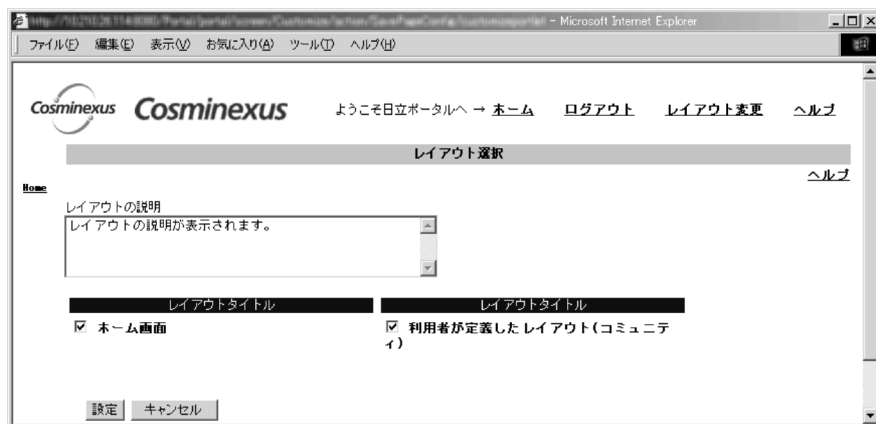 - Microsoft Internet Explorer
ファイル(F) 編集(E) 表示(V) お気に入り(A) ツール(T) ヘルプ(H)
Cosminexus Cosminexus ようこそ日立ポータルへ → ホーム ログアウト レイアウト変更 ヘルプ
レイアウト選択
ヘルプ
Home
レイアウトの説明
レイアウトの説明が表示されます。
レイアウトタイトル レイアウトタイトル
ホーム画面 利用者が定義したレイアウト(コミュニテ
ィ)
設定 キャンセル